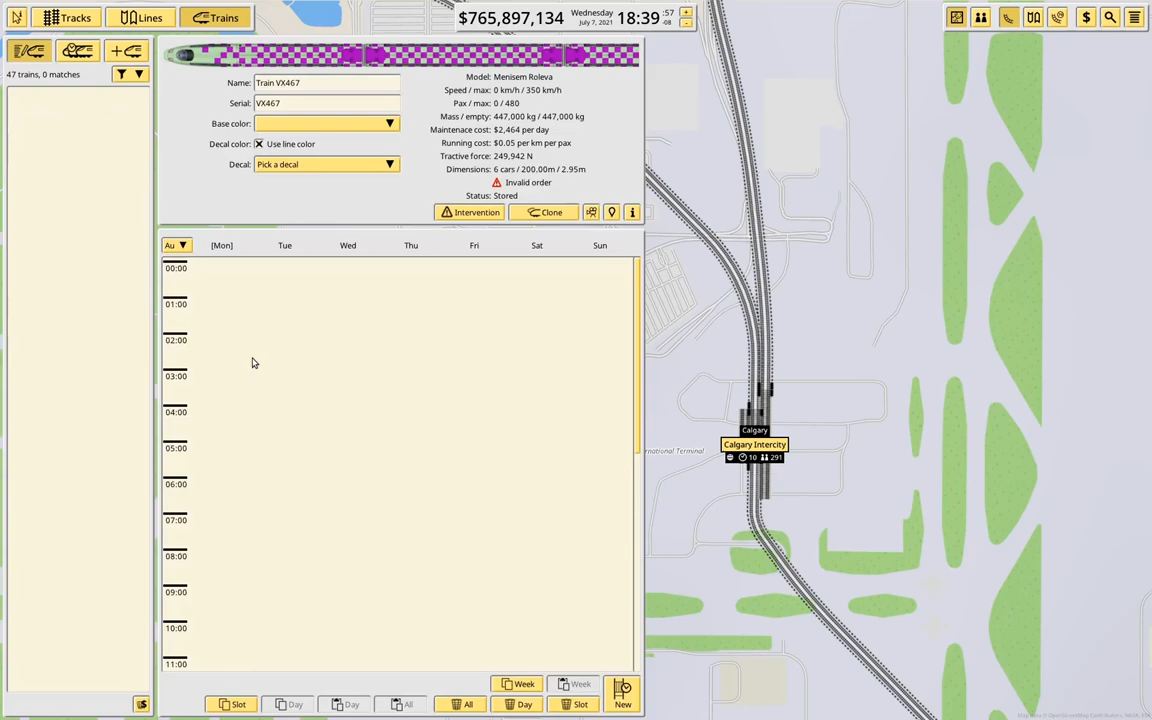 Tracks Lines Trains
$765,897,134 Wednesday July 7, 2021 18:39 :57 -08 + -
$
47 trains, 0 matches
Name: Train VX467
Serial: VX467
Base color:
Decal color: Use line color
Decal: Pick a decal
Model: Menisem Roleva
Speed / max: 0 km/h / 350 km/h
Pax / max: 0 / 480
Mass / empty: 447,000 kg / 447,000 kg
Maintenace cost: $2,464 per day
Running cost: $0.05 per km per pax
Tractive force: 249,942 N
Dimensions: 6 cars / 200.00m / 2.95m
Invalid order
Status: Stored
Intervention Clone
Au [Mon] Tue Wed Thu Fri Sat Sun
00:00
01:00
02:00
03:00
04:00
05:00
06:00
07:00
08:00
09:00
10:00
11:00
Week Week
Slot Day Day All All Day Slot New
Calgary
Calgary Intercity
10 291
rnational Terminal